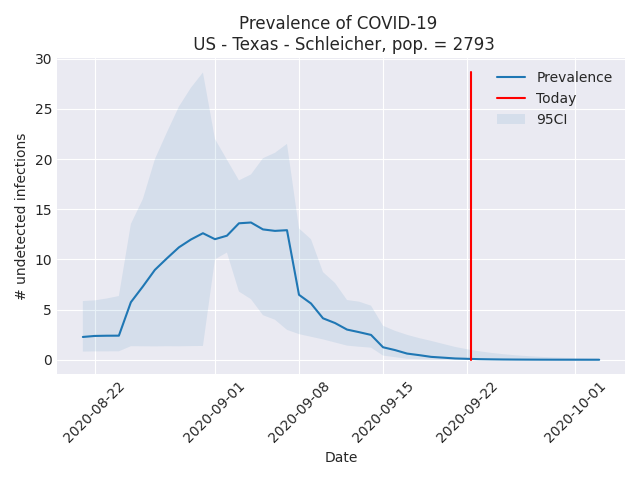 Prevalence of COVID-19
US - Texas - Schleicher, pop. = 2793
# undetected infections
30
25
20
15
10
5
0
Prevalence
Today
95CI
2020-08-22
2020-09-01
2020-09-08
2020-09-15
2020-09-22
2020-10-01
Date